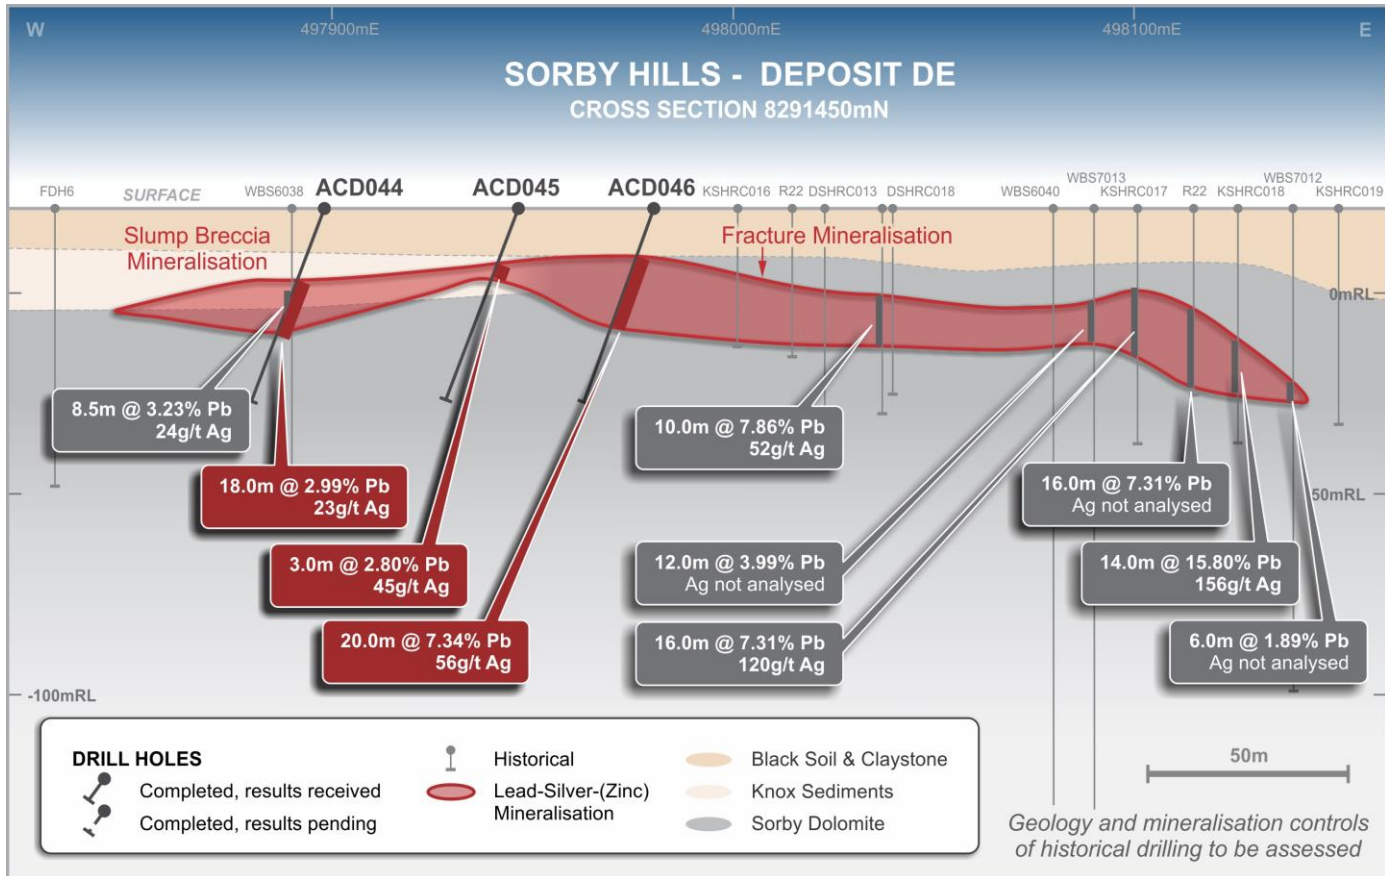 W
497900mE
498000mE
498100mE
E
SORBY HILLS - DEPOSIT DE
CROSS SECTION 8291450mN
FDH6
SURFACE
WBS6038
ACD044
ACD045
ACD046
KSHRC016
R22
DSHRC013
DSHRC018
WBS6040
WBS7013
KSHRC017
R22
KSHRC018
WBS7012
KSHRC019
Slump Breccia
Mineralisation
Fracture Mineralisation
0mRL
8.5m @ 3.23% Pb
24g/t Ag
10.0m @ 7.86% Pb
52g/t Ag
18.0m @ 2.99% Pb
23g/t Ag
16.0m @ 7.31% Pb
Ag not analysed
50mRL
3.0m @ 2.80% Pb
45g/t Ag
12.0m @ 3.99% Pb
Ag not analysed
14.0m @ 15.80% Pb
156g/t Ag
20.0m @ 7.34% Pb
56g/t Ag
16.0m @ 7.31% Pb
120g/t Ag
6.0m @ 1.89% Pb
Ag not analysed
-100mRL
DRILL HOLES
Completed, results received
Completed, results pending
Historical
Lead-Silver-(Zinc)
Mineralisation
Black Soil & Claystone
Knox Sediments
Sorby Dolomite
50m
Geology and mineralisation controls
of historical drilling to be assessed